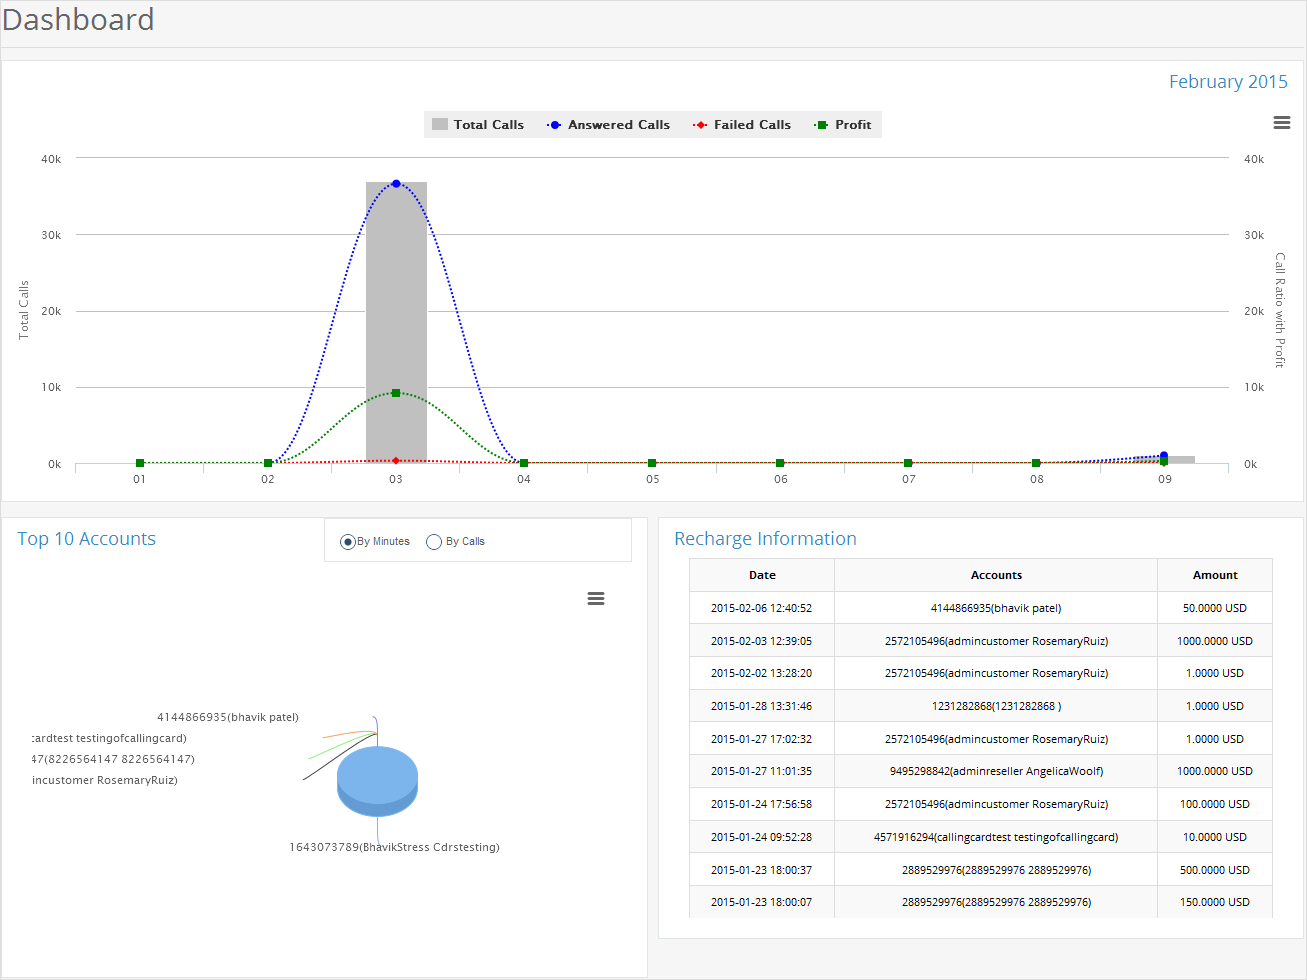 Dashboard
February 2015
Total Calls Answered Calls Failed Calls Profit
40k 40k
30k 30k
20k 20k
10k 10k
0k 0k
Total Calls
Call Ratio with Profit
01 02 03 04 05 06 07 08 09
Top 10 Accounts
By Minutes By Calls
4144866935(bhavik patel)
:ardtest testingofcallingcard)
47(8226564147 8226564147)
incustomer RosemaryRuiz)
1643073789(BhavikStress Cdrstesting)
Recharge Information
Date Accounts Amount
2015-02-06 12:40:52 4144866935(bhavik patel) 50.0000 USD
2015-02-03 12:39:05 2572105496(admincustomer RosemaryRuiz) 1000.0000 USD
2015-02-02 13:28:20 2572105496(admincustomer RosemaryRuiz) 1.0000 USD
2015-01-28 13:31:46 1231282868(1231282868 ) 1.0000 USD
2015-01-27 17:02:32 2572105496(admincustomer RosemaryRuiz) 1.0000 USD
2015-01-27 11:01:35 9495298842(adminreseller AngelicaWoolf) 1000.0000 USD
2015-01-24 17:56:58 2572105496(admincustomer RosemaryRuiz) 100.0000 USD
2015-01-24 09:52:28 4571916294(callingcardtest testingofcallingcard) 10.0000 USD
2015-01-23 18:00:37 2889529976(2889529976 2889529976) 500.0000 USD
2015-01-23 18:00:07 2889529976(2889529976 2889529976) 150.0000 USD